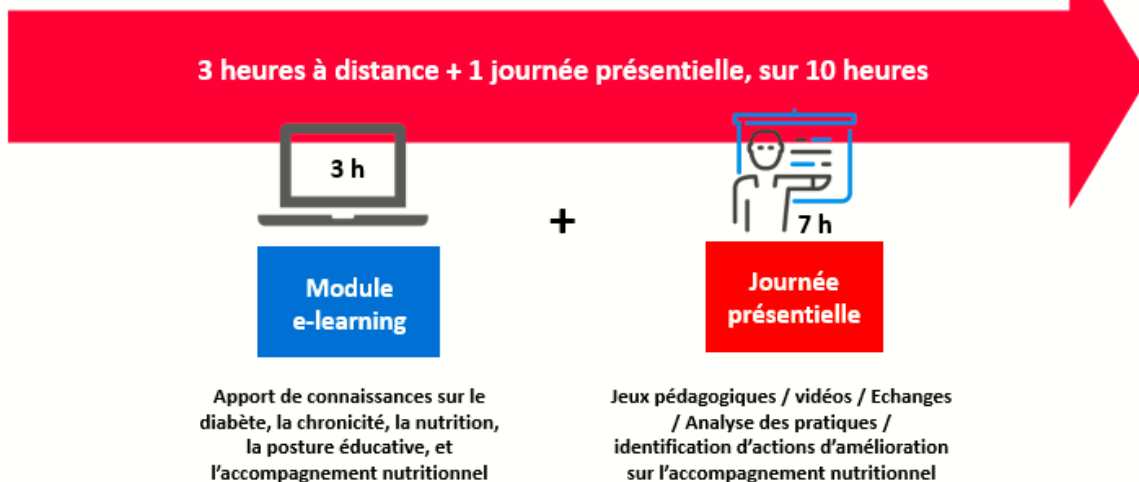 3 heures à distance + 1 journée présentielle, sur 10 heures
3 h
+
7 h
Module
e-learning
Journée
présentielle
Apport de connaissances sur le
diabète, la chronicité, la nutrition,
la posture éducative, et
l'accompagnement nutritionnel
Jeux pédagogiques / vidéos / Echanges
/ Analyse des pratiques /
identification d'actions d'amélioration
sur l'accompagnement nutritionnel